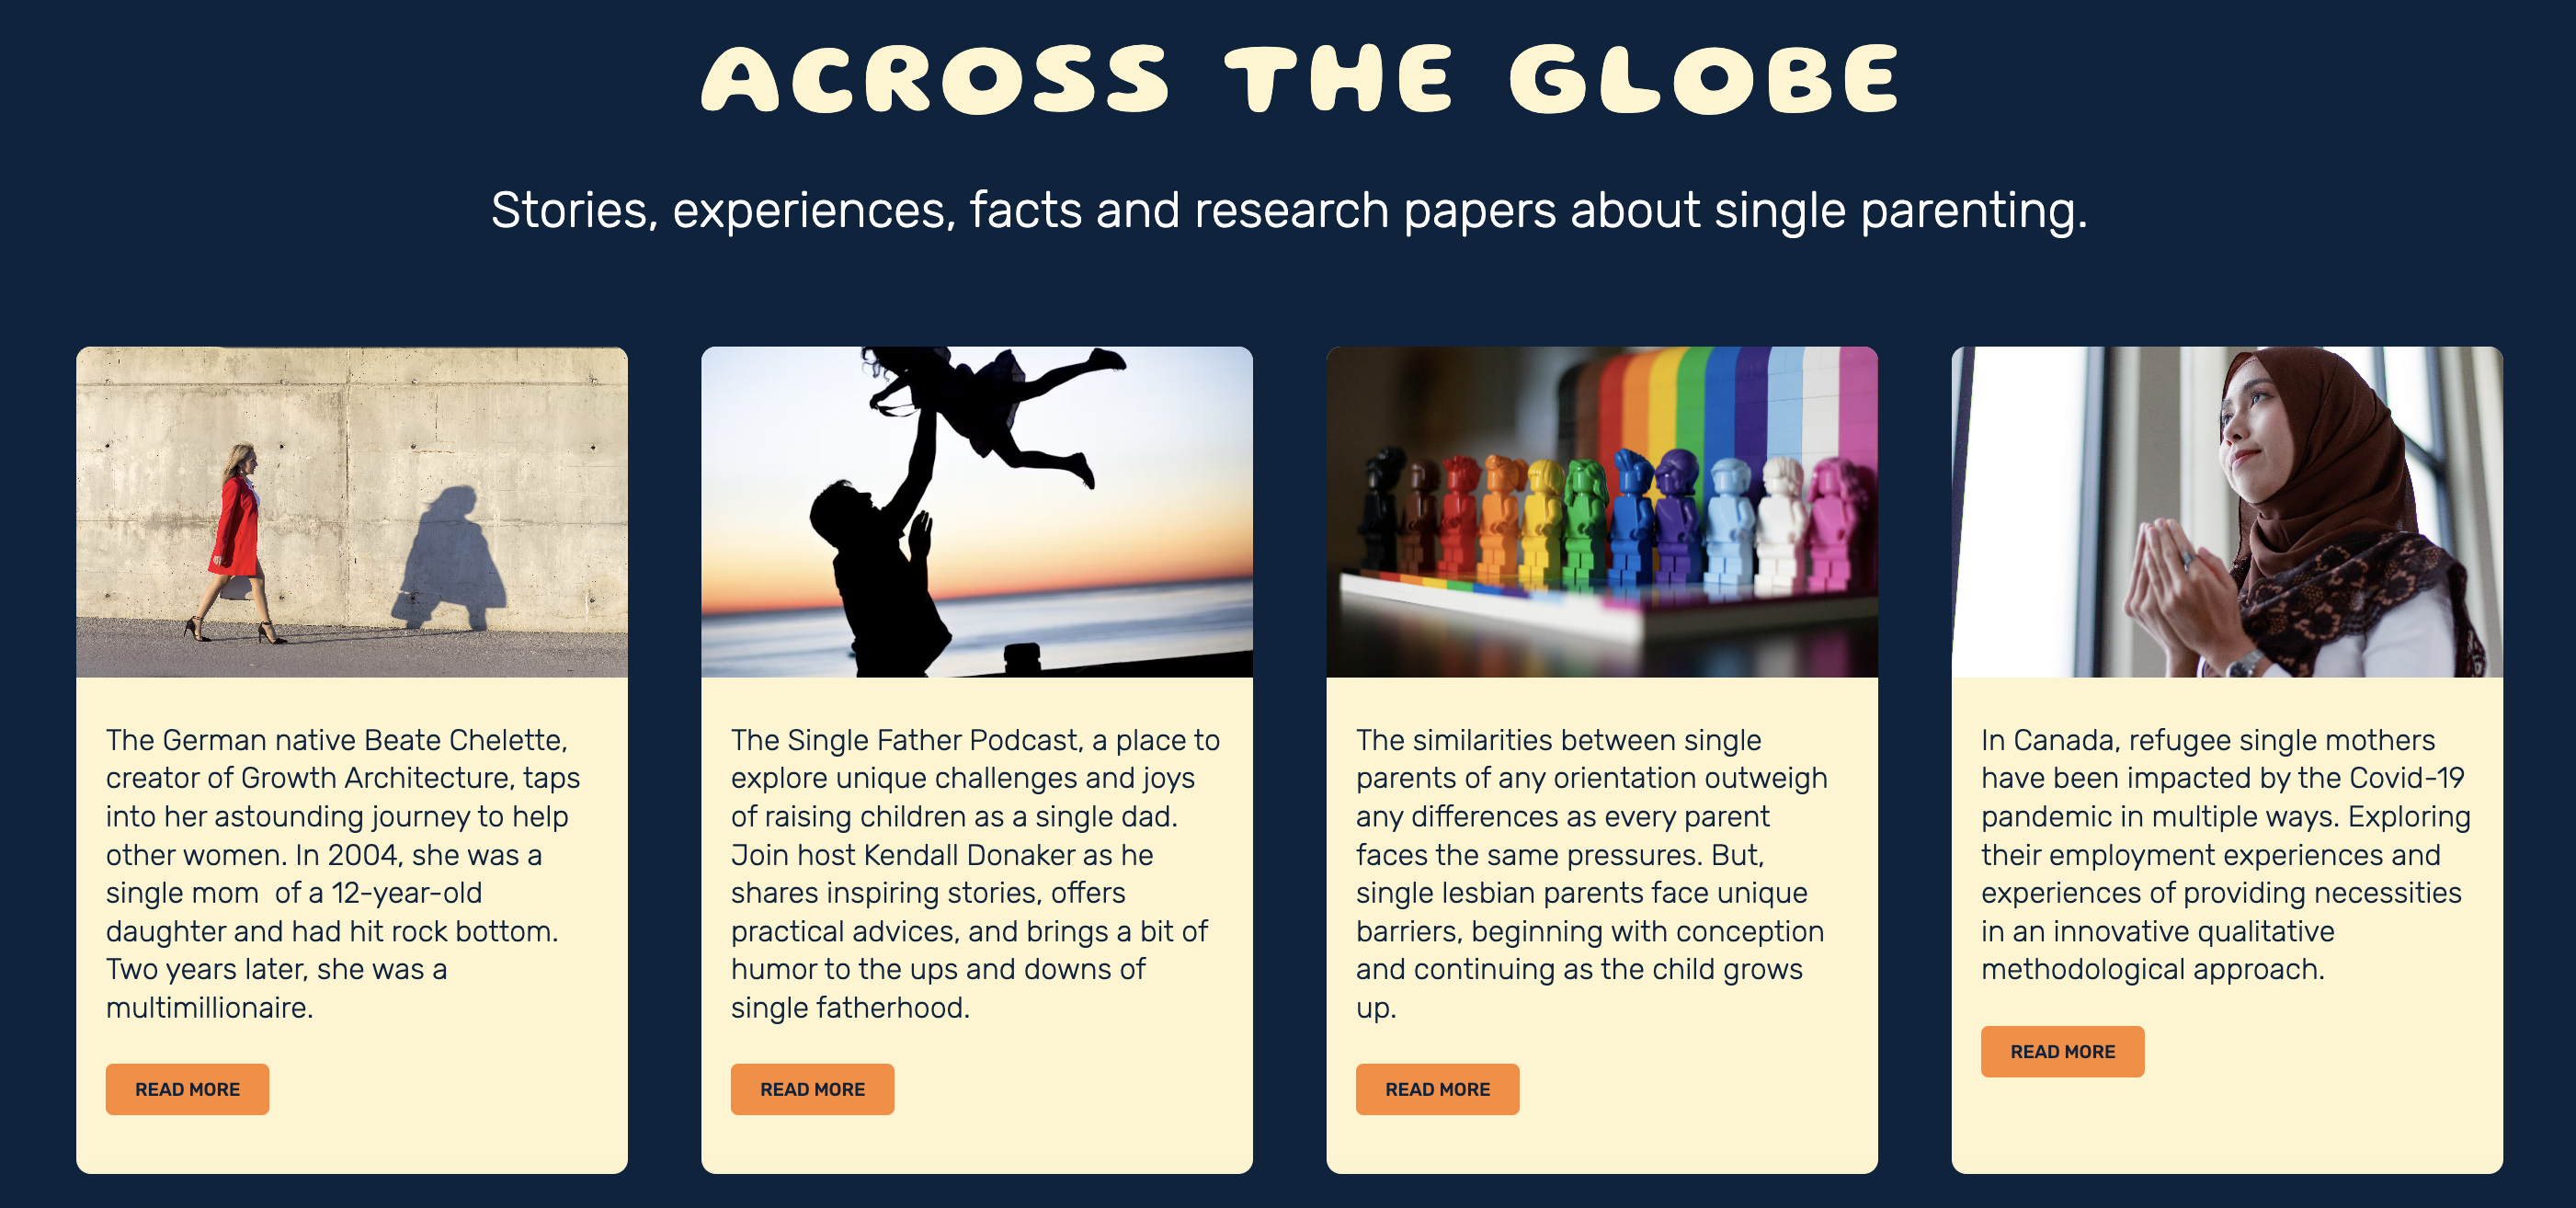 ACROSS THE GLOBE
Stories, experiences, facts and research papers about single parenting.
The German native Beate Chelette,
creator of Growth Architecture, taps
into her astounding journey to help
other women. In 2004, she was a
single mom  of a 12-year-old
daughter and had hit rock bottom.
Two years later, she was a
multimillionaire.
READ MORE
The Single Father Podcast, a place to
explore unique challenges and joys
of raising children as a single dad.
Join host Kendall Donaker as he
shares inspiring stories, offers
practical advices, and brings a bit of
humor to the ups and downs of
single fatherhood.
READ MORE
The similarities between single
parents of any orientation outweigh
any differences as every parent
faces the same pressures. But,
single lesbian parents face unique
barriers, beginning with conception
and continuing as the child grows
up.
READ MORE
In Canada, refugee single mothers
have been impacted by the Covid-19
pandemic in multiple ways. Exploring
their employment experiences and
experiences of providing necessities
in an innovative qualitative
methodological approach.
READ MORE